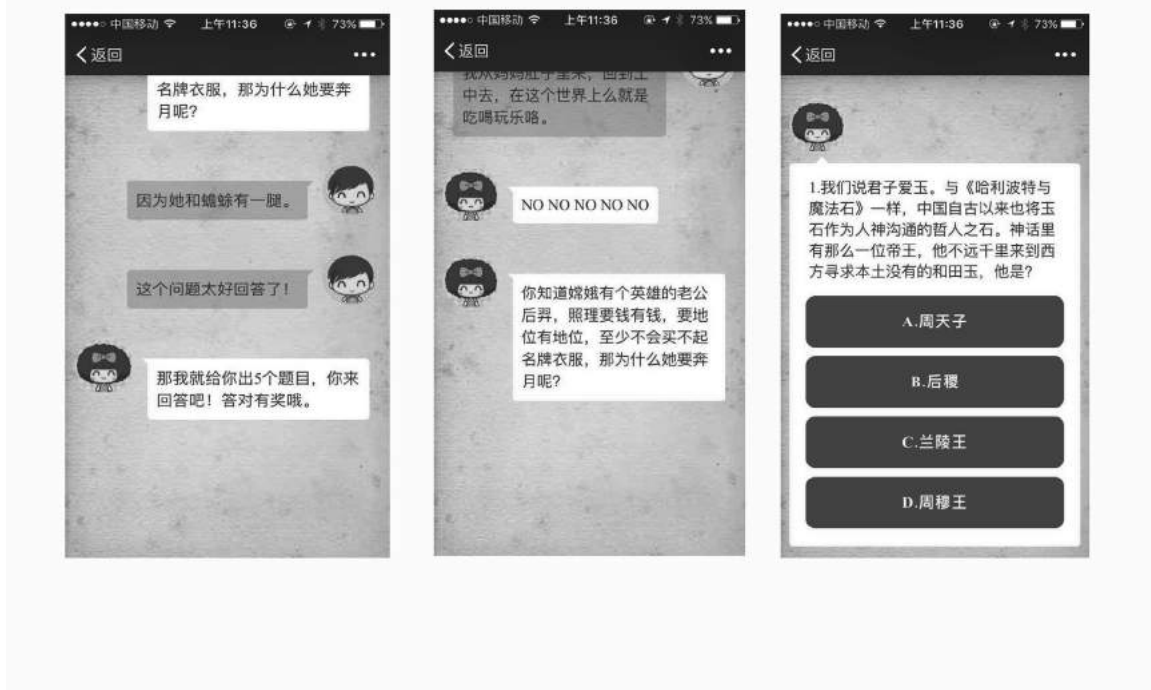 中国移动 上午11:36 73%
返回
名牌衣服，那为什么她要奔
月呢？
因为她和蟾蜍有一腿。
这个问题太好回答了！
那我就给你出5个题目，你来
回答吧！答对有奖哦。
中国移动 上午11:36 73%
返回
我从妈妈肚子里来，回到土
中去，在这个世界上么就是
吃喝玩乐咯。
NO NO NO NO NO
你知道嫦娥有个英雄的老公
后羿，照理要钱有钱，要地
位有地位，至少不会买不起
名牌衣服，那为什么她要奔
月呢？
中国移动 上午11:36 73%
返回
1.我们说君子爱玉。与《哈利波特与
魔法石》一样，中国自古以来也将玉
石作为人神沟通的哲人之石。神话里
有那么一位帝王，他不远千里来到西
方寻求本土没有的和田玉，他是？
A.周天子
B.后稷
C.兰陵王
D.周穆王